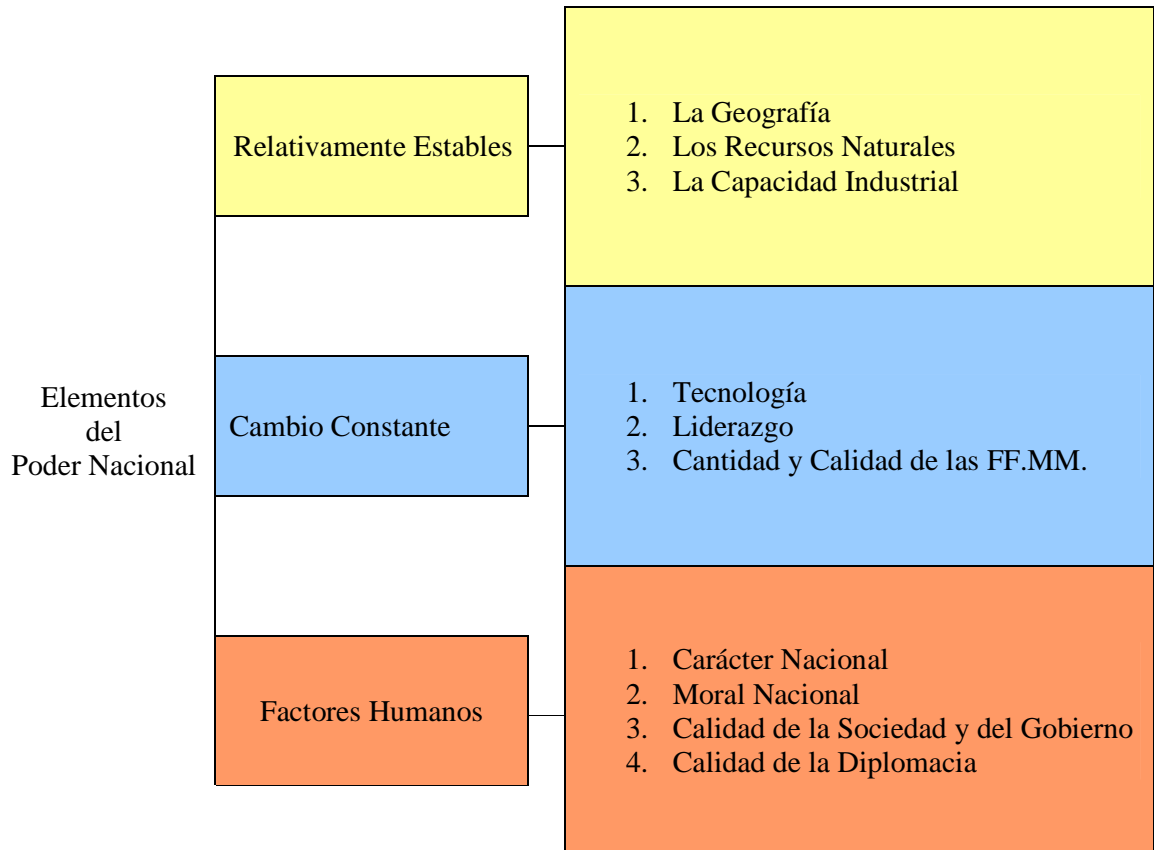 Elementos
del
Poder Nacional
Relativamente Estables
1. La Geografía
2. Los Recursos Naturales
3. La Capacidad Industrial
Cambio Constante
1. Tecnología
2. Liderazgo
3. Cantidad y Calidad de las FF.MM.
Factores Humanos
1. Carácter Nacional
2. Moral Nacional
3. Calidad de la Sociedad y del Gobierno
4. Calidad de la Diplomacia